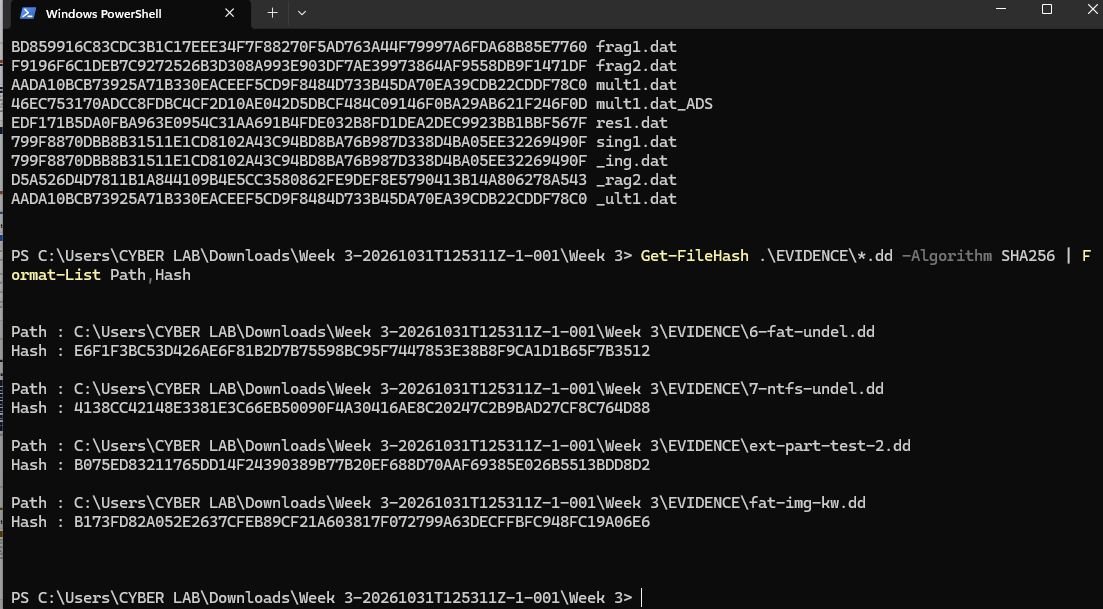 Windows PowerShell
BD859916C83CDC3B1C17EEE34F7F88270F5AD763A44F79997A6FDA68B85E7760 frag1.dat
F9196F6C1DEB7C9272526B3D308A993E903DF7AE39973864AF9558DB9F1471DF frag2.dat
AADA10BCB73925A71B330EACEEF5CD9F8484D733B45DA70EA39CDB22CDDF78C0 mult1.dat
46EC753170ADCC8FDBC4CF2D10AE042D5DBCF484C09146F0BA29AB621F246F0D mult1.dat_ADS
EDF171B5DA0FBA963E0954C31AA691B4FDE032B8FD1DEA2DEC9923BB1BBF567F res1.dat
799F8870DBB8B31511E1CD8102A43C94BD8BA76B987D338D4BA05EE32269490F sing1.dat
799F8870DBB8B31511E1CD8102A43C94BD8BA76B987D338D4BA05EE32269490F _ing.dat
D5A526D4D7811B1A844109B4E5CC3580862FE9DEF8E5790413B14A806278A543 _rag2.dat
AADA10BCB73925A71B330EACEEF5CD9F8484D733B45DA70EA39CDB22CDDF78C0 _ult1.dat
PS C:\Users\CYBER LAB\Downloads\Week 3-20261031T125311Z-1-001\Week 3> Get-FileHash .\EVIDENCE\*.dd -Algorithm SHA256 | F
ormat-List Path,Hash
Path : C:\Users\CYBER LAB\Downloads\Week 3-20261031T125311Z-1-001\Week 3\EVIDENCE\6-fat-undel.dd
Hash : E6F1F3BC53D426AE6F81B2D7B75598BC95F7447853E38B8F9CA1D1B65F7B3512
Path : C:\Users\CYBER LAB\Downloads\Week 3-20261031T125311Z-1-001\Week 3\EVIDENCE\7-ntfs-undel.dd
Hash : 4138CC42148E3381E3C66EB50090F4A30416AE8C20247C2B9BAD27CF8C764D88
Path : C:\Users\CYBER LAB\Downloads\Week 3-20261031T125311Z-1-001\Week 3\EVIDENCE\ext-part-test-2.dd
Hash : B075ED83211765DD14F24390389B77B20EF688D70AAF69385E026B5513BDD8D2
Path : C:\Users\CYBER LAB\Downloads\Week 3-20261031T125311Z-1-001\Week 3\EVIDENCE\fat-img-kw.dd
Hash : B173FD82A052E2637CFEB89CF21A603817F072799A63DECFFBFC948FC19A06E6
PS C:\Users\CYBER LAB\Downloads\Week 3-20261031T125311Z-1-001\Week 3>